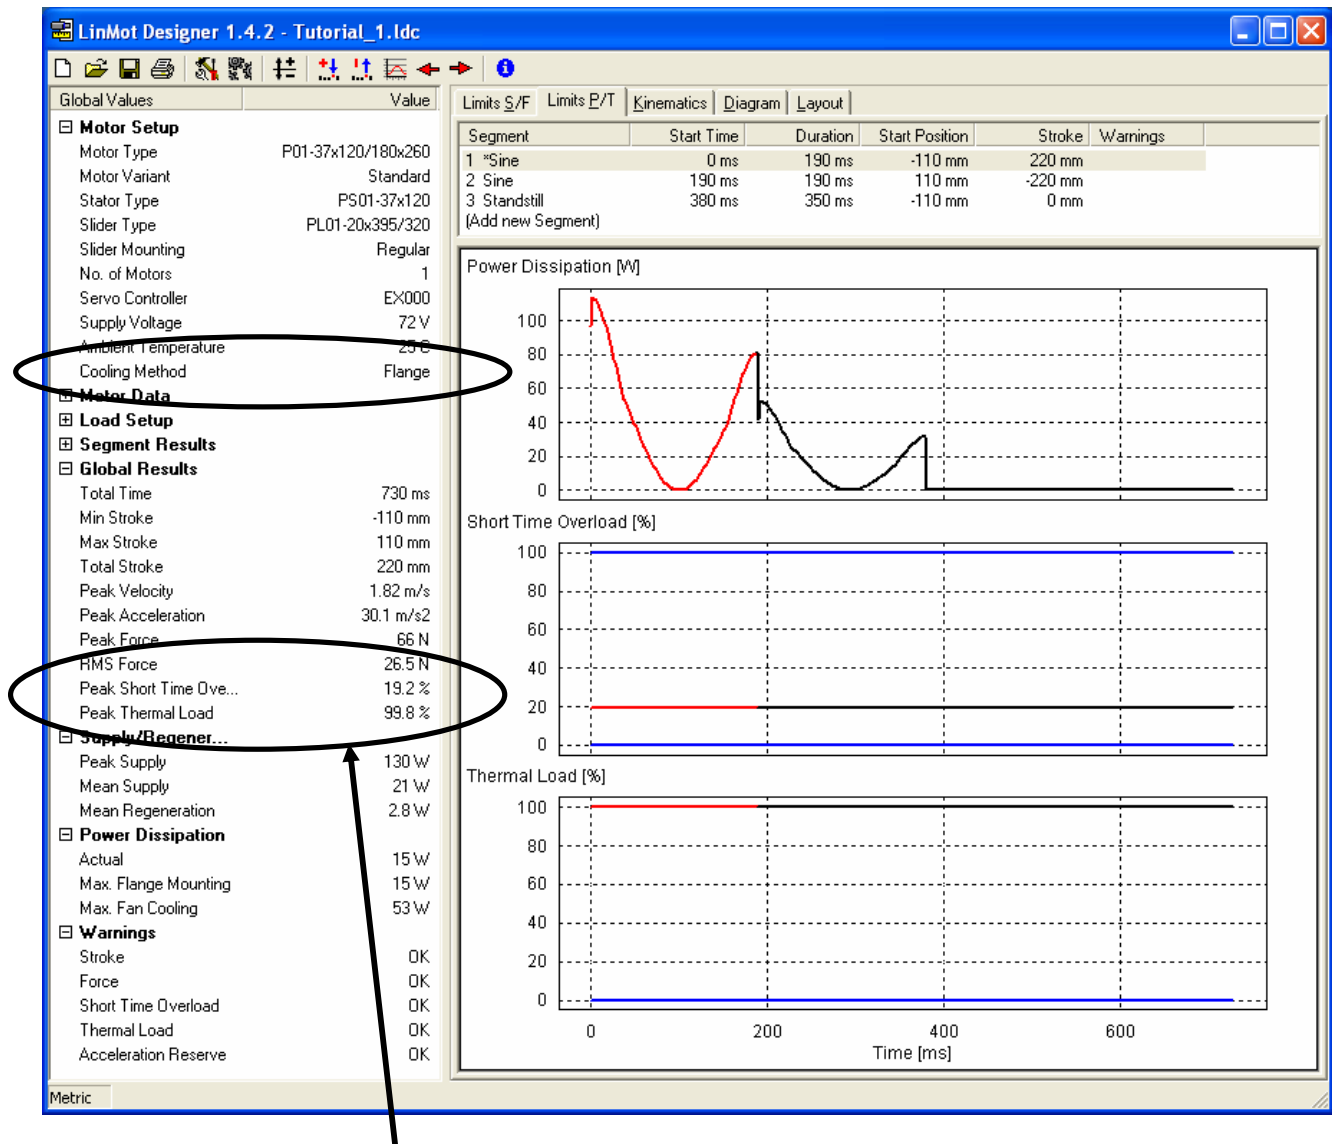 LinMot Designer 1.4.2 - Tutorial_1.ldc
Global Values Value
Motor Setup
Motor Type P01-37x120/180x260
Motor Variant Standard
Stator Type PS01-37x120
Slider Type PL01-20x395/320
Slider Mounting Regular
No. of Motors 1
Servo Controller EX000
Supply Voltage 72 V
Ambient Temperature 25 C
Cooling Method Flange
Motor Data
Load Setup
Segment Results
Global Results
Total Time 730 ms
Min Stroke -110 mm
Max Stroke 110 mm
Total Stroke 220 mm
Peak Velocity 1.82 m/s
Peak Acceleration 30.1 m/s2
Peak Force 66 N
RMS Force 26.5 N
Peak Short Time Ove... 19.2 %
Peak Thermal Load 99.8 %
Supply/Regener...
Peak Supply 130 W
Mean Supply 21 W
Mean Regeneration 2.8 W
Power Dissipation
Actual 15 W
Max. Flange Mounting 15 W
Max. Fan Cooling 53 W
Warnings
Stroke OK
Force OK
Short Time Overload OK
Thermal Load OK
Acceleration Reserve OK
Metric
Limits S/F Limits P/T Kinematics Diagram Layout
Segment Start Time Duration Start Position Stroke Warnings
1 *Sine 0 ms 190 ms -110 mm 220 mm
2 Sine 190 ms 190 ms 110 mm -220 mm
3 Standstill 380 ms 350 ms -110 mm 0 mm
(Add new Segment)
Power Dissipation [W]
100
80
60
40
20
0
Short Time Overload [%]
100
80
60
40
20
0
Thermal Load [%]
100
80
60
40
20
0
0 200 400 600
Time [ms]